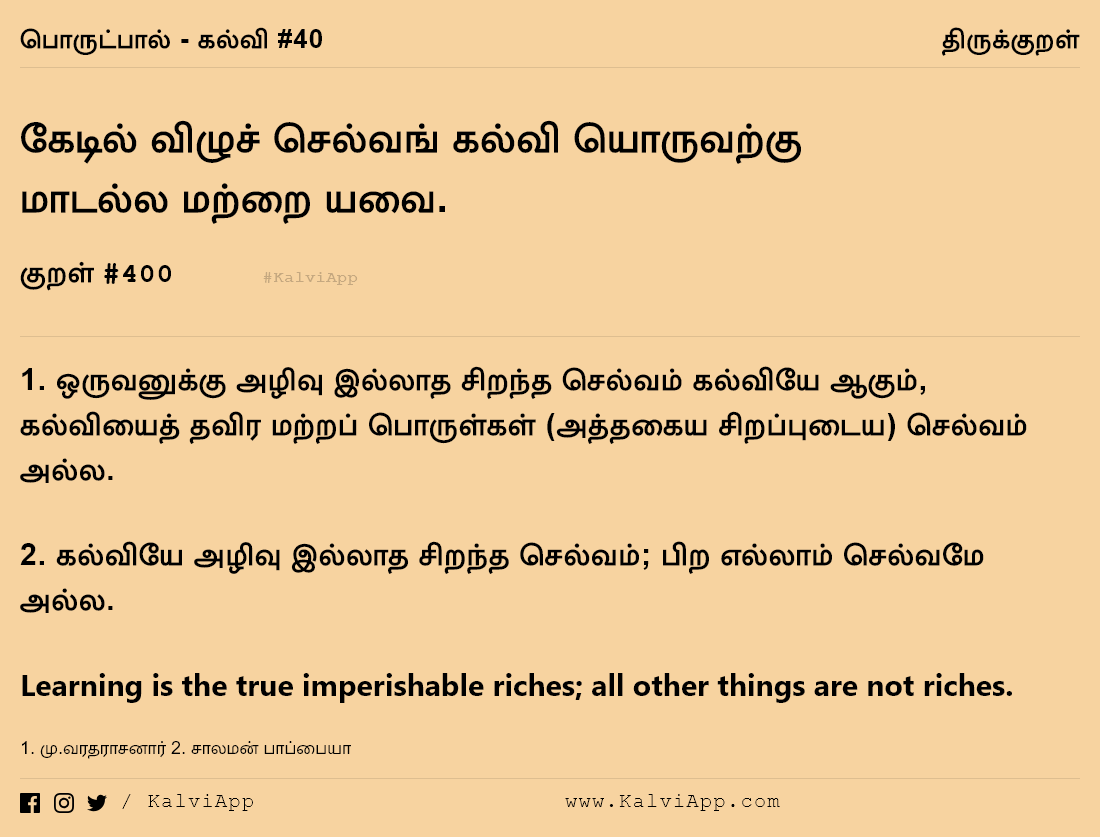 பொருட்பால் - கல்வி #40
திருக்குறள்
கேடில் விழுச் செல்வங் கல்வி யொருவற்கு
மாடல்ல மற்றை யவை.
குறள் #400
#KalviApp
1. ஒருவனுக்கு அழிவு இல்லாத சிறந்த செல்வம் கல்வியே ஆகும்,
கல்வியைத் தவிர மற்றப் பொருள்கள் (அத்தகைய சிறப்புடைய) செல்வம்
அல்ல.
2. கல்வியே அழிவு இல்லாத சிறந்த செல்வம்; பிற எல்லாம் செல்வமே
அல்ல.
Learning is the true imperishable riches; all other things are not riches.
1. மு.வரதராசனார் 2. சாலமன் பாப்பையா
/ KalviApp
www.KalviApp.com